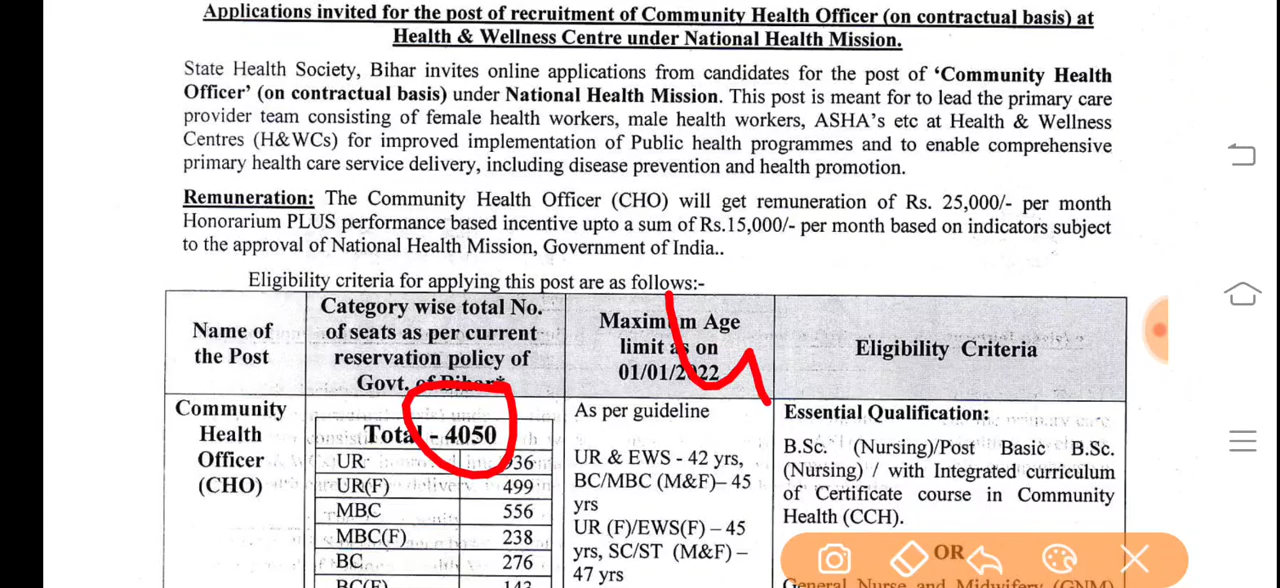 Applications invited for the post of recruitment of Community Health Officer (on contractual basis) at
Health & Wellness Centre under National Health Mission.
State Health Society, Bihar invites online applications from candidates for the post of ‘Community Health
Officer’ (on contractual basis) under National Health Mission. This post is meant for to lead the primary care
provider team consisting of female health workers, male health workers, ASHA's etc at Health & Wellness
Centres (H&WCs) for improved implementation of Public health programmes and to enable comprehensive
primary health care service delivery, including disease prevention and health promotion.
Remuneration: The Community Health Officer (CHO) will get remuneration of Rs. 25,000/- per month
Honorarium PLUS performance based incentive upto a sum of Rs.15,000/- per month based on indicators subject
to the approval of National Health Mission, Government of India..
Eligibility criteria for applying this post are as follows:-
Name of
the Post
Category wise total No.
of seats as per current
reservation policy of
Govt. of Bihar*
Maximum Age
limit as on
01/01/2022
Eligibility Criteria
Community
Health
Officer
(CHO)
Total - 4050
UR 936
UR(F) 499
MBC 556
MBC(F) 238
BC 276
BC(F) 143
As per guideline
UR & EWS - 42 yrs,
BC/MBC (M&F)– 45
yrs
UR (F)/EWS(F) – 45
yrs, SC/ST (M&F) –
47 yrs
Essential Qualification:
B.Sc. (Nursing)/Post Basic B.Sc.
(Nursing) / with Integrated curriculum
of Certificate course in Community
Health (CCH).
OR
General Nurse and Midwifery (GNM)